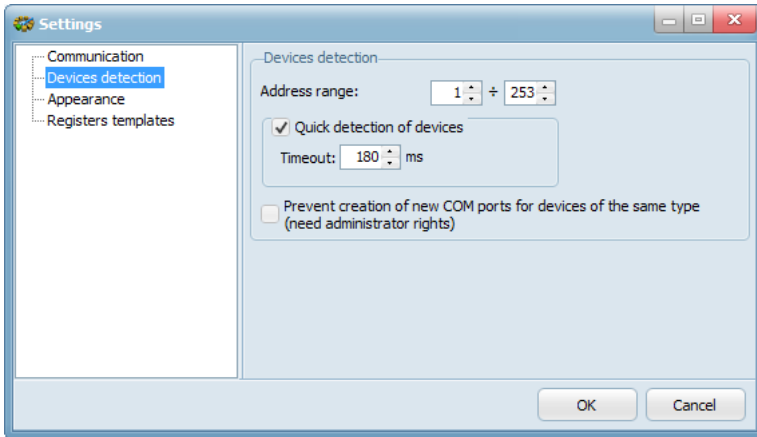 Settings
Communication
Devices detection
Appearance
Registers templates
Devices detection
Address range: 1 ÷ 253
Quick detection of devices
Timeout: 180 ms
Prevent creation of new COM ports for devices of the same type
(need administrator rights)
OK Cancel